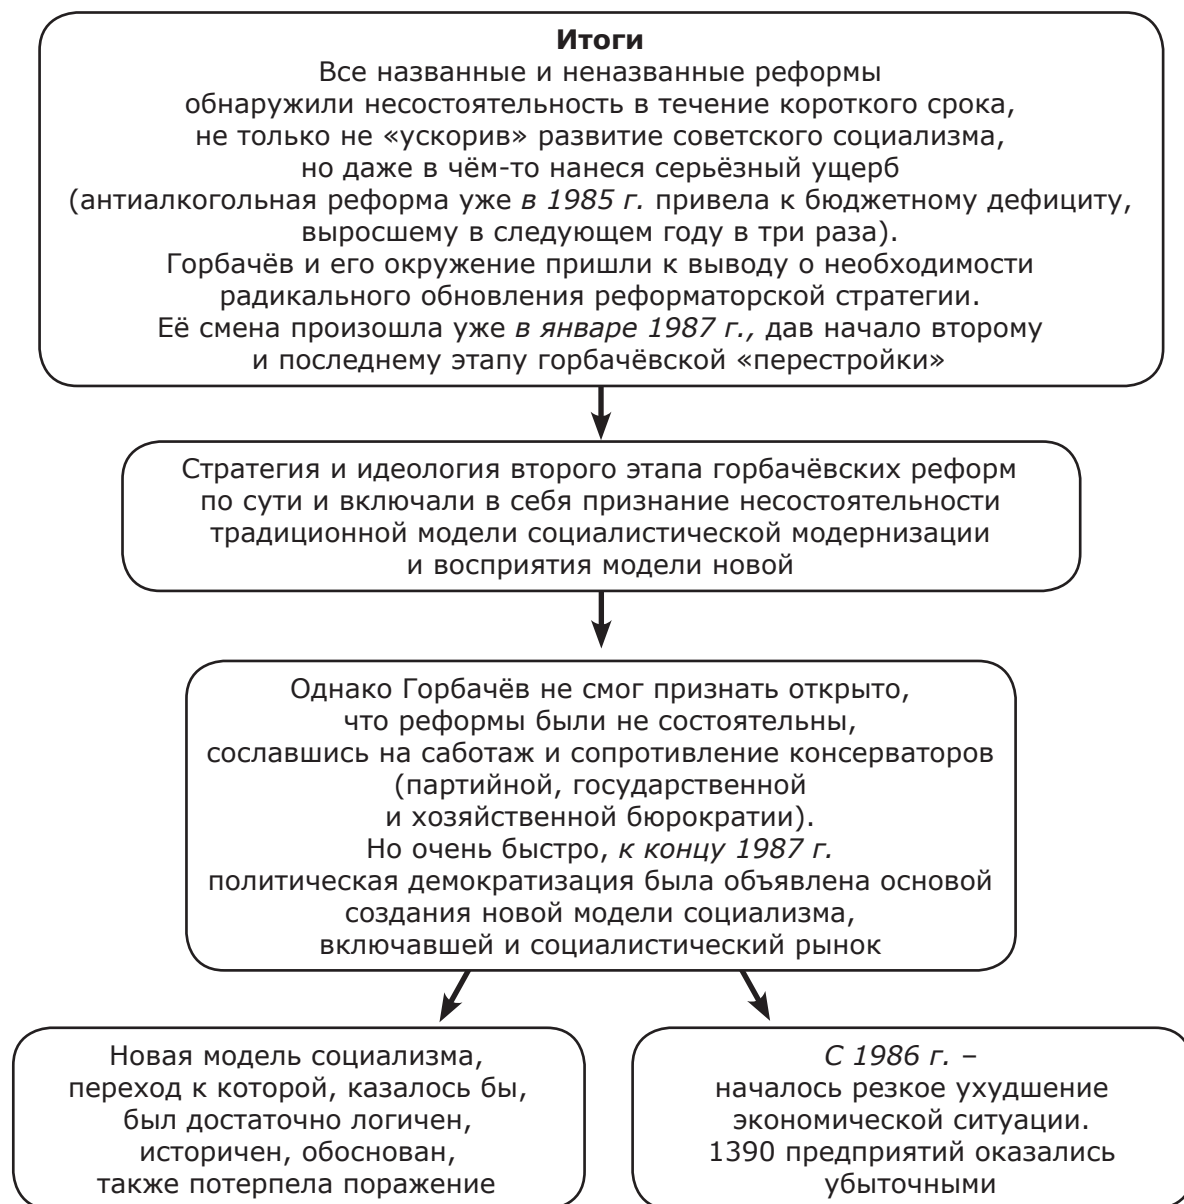 Итоги
Все названные и неназванные реформы
обнаружили несостоятельность в течение короткого срока,
не только не «ускорив» развитие советского социализма,
но даже в чём-то нанеся серьёзный ущерб
(антиалкогольная реформа уже в 1985 г. привела к бюджетному дефициту,
выросшему в следующем году в три раза).
Горбачёв и его окружение пришли к выводу о необходимости
радикального обновления реформаторской стратегии.
Её смена произошла уже в январе 1987 г., дав начало второму
и последнему этапу горбачёвской «перестройки»
Стратегия и идеология второго этапа горбачёвских реформ
по сути и включали в себя признание несостоятельности
традиционной модели социалистической модернизации
и восприятия модели новой
Однако Горбачёв не смог признать открыто,
что реформы были не состоятельны,
сославшись на саботаж и сопротивление консерваторов
(партийной, государственной
и хозяйственной бюрократии).
Но очень быстро, к концу 1987 г.
политическая демократизация была объявлена основой
создания новой модели социализма,
включавшей и социалистический рынок
Новая модель социализма,
переход к которой, казалось бы,
был достаточно логичен,
историчен, обоснован,
также потерпела поражение
С 1986 г. –
началось резкое ухудшение
экономической ситуации.
1390 предприятий оказались
убыточными